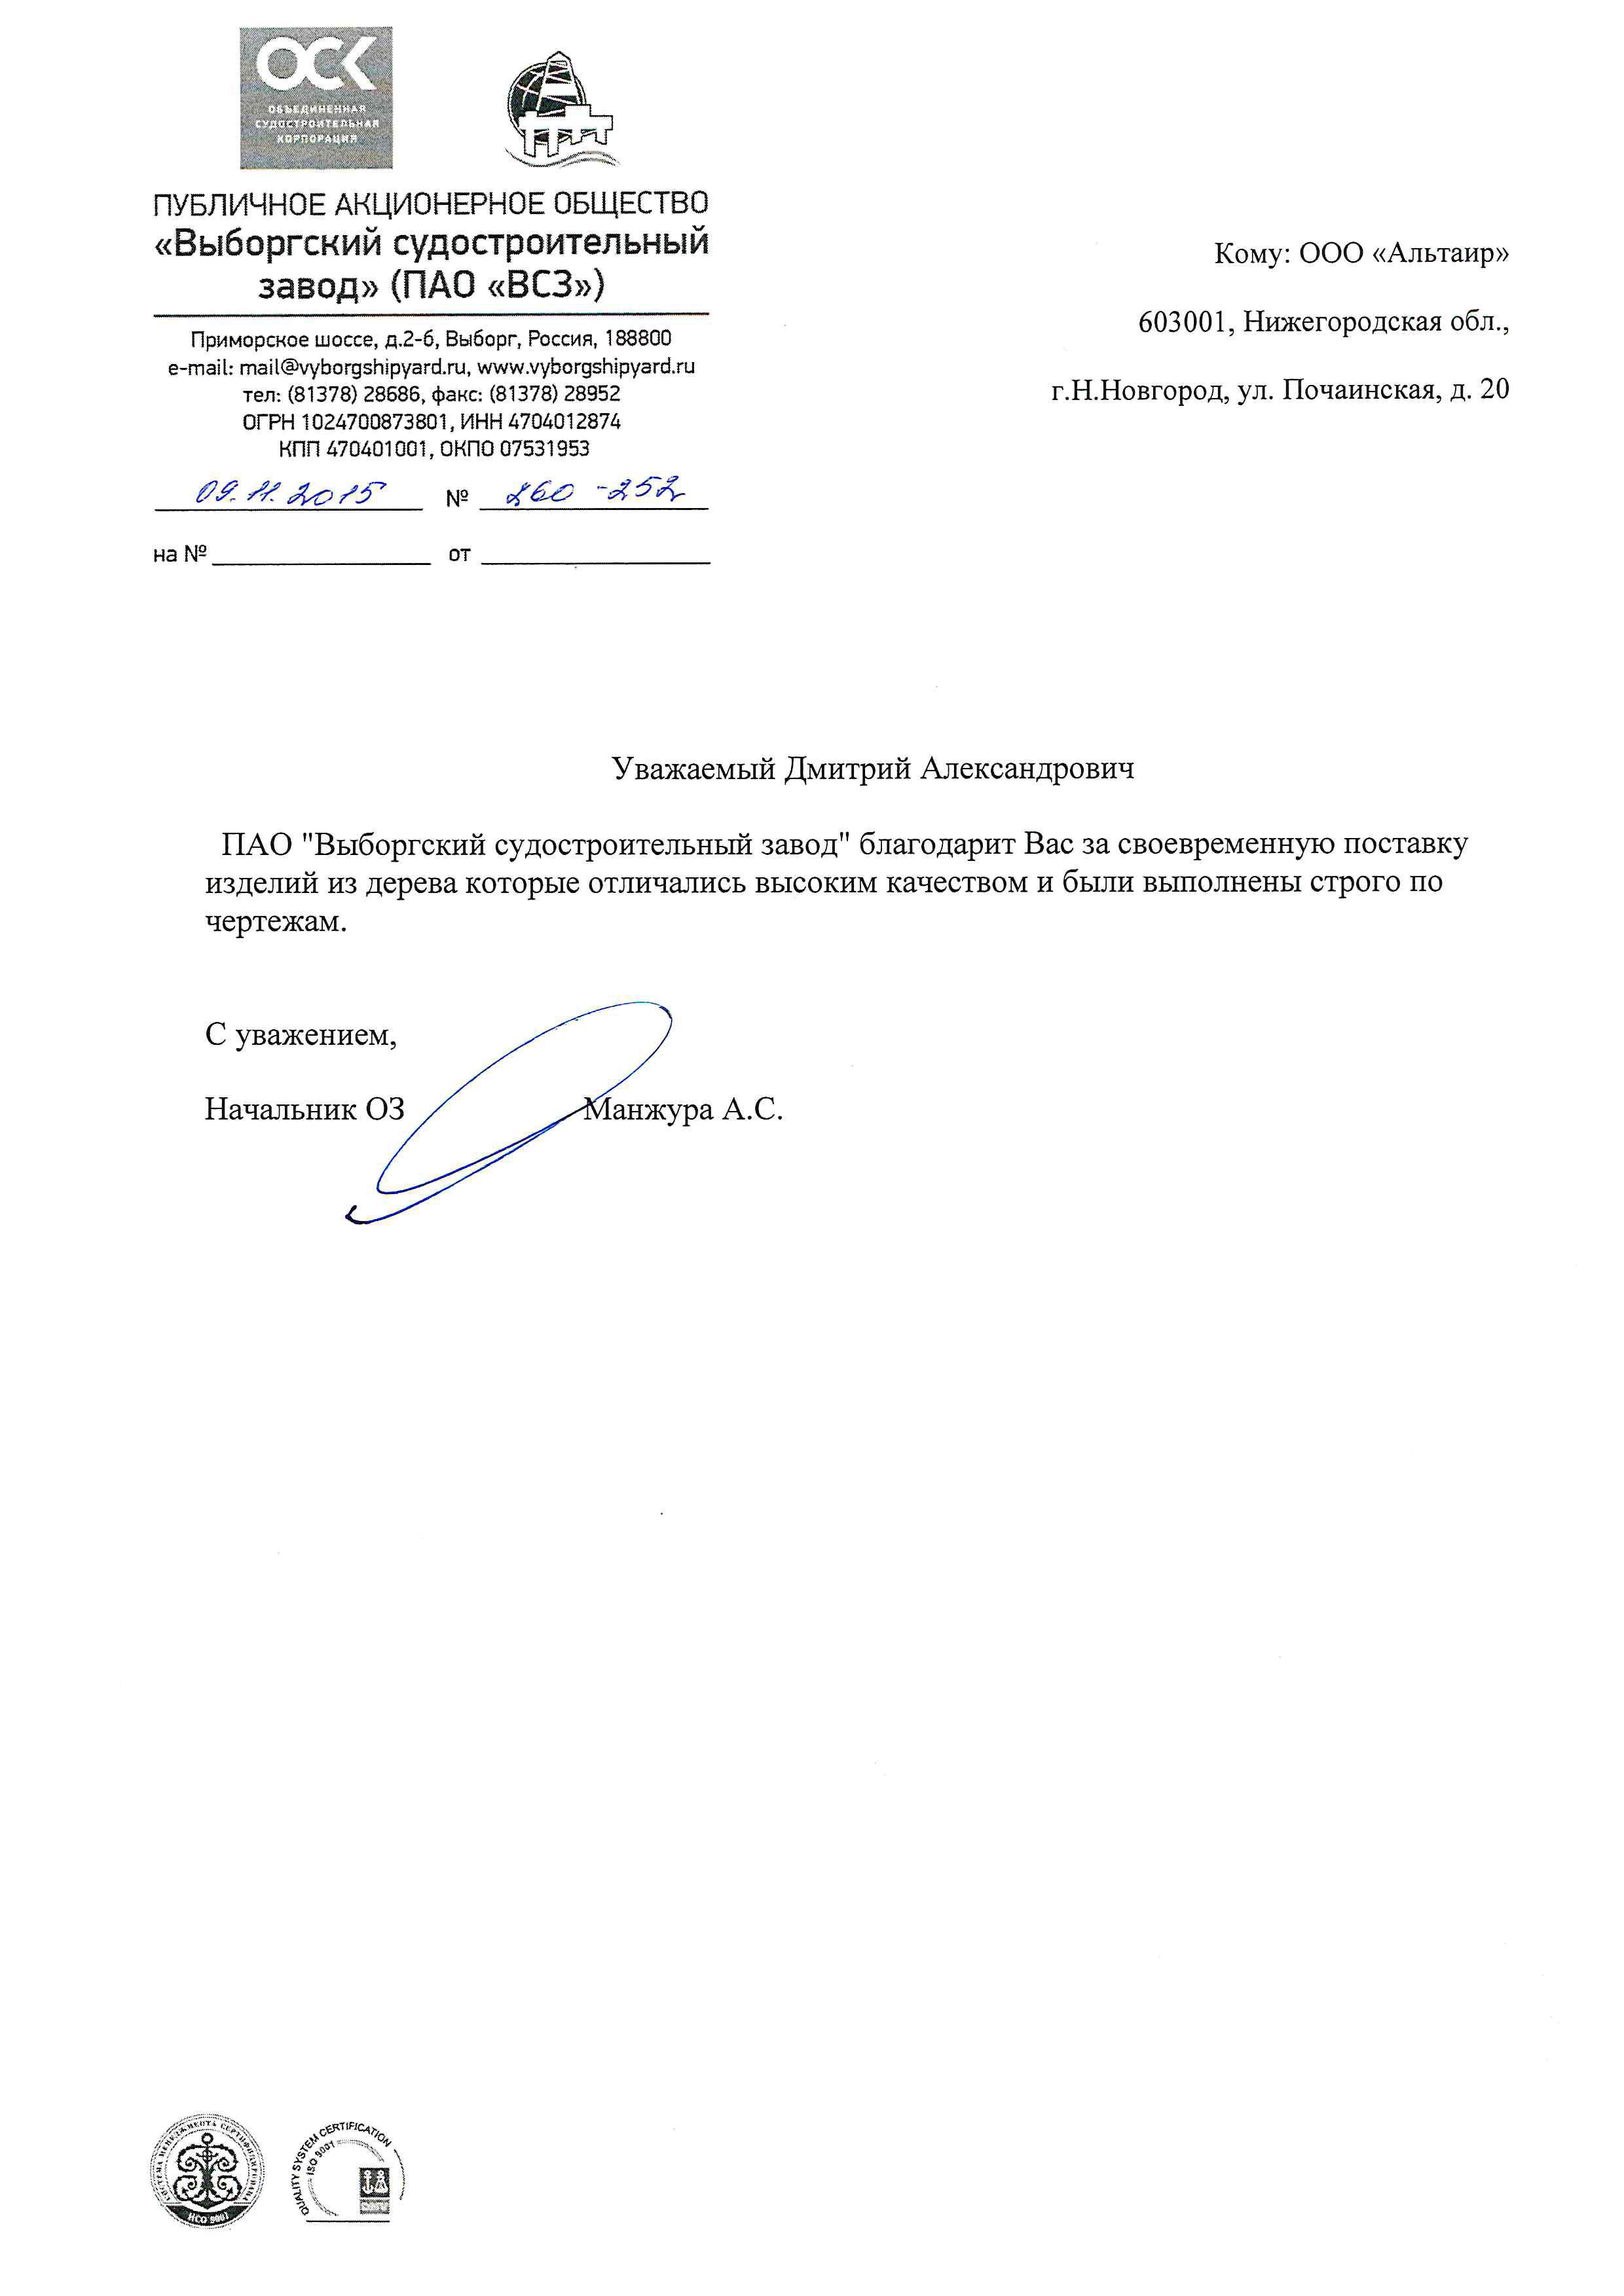 ОСК
ОБЪЕДИНЕННАЯ
СУДОСТРОИТЕЛЬНАЯ
КОРПОРАЦИЯ
ПУБЛИЧНОЕ АКЦИОНЕРНОЕ ОБЩЕСТВО
«Выборгский судостроительный
завод» (ПАО «ВСЗ»)
Приморское шоссе, д.2-б, Выборг, Россия, 188800
e-mail: mail@vyborgshipyard.ru, www.vyborgshipyard.ru
тел: (81378) 28686, факс: (81378) 28952
ОГРН 1024700873801, ИНН 4704012874
КПП 470401001, ОКПО 07531953
09.11.2015 № 260-252
на № от
Кому: ООО «Альтаир»
603001, Нижегородская обл.,
г.Н.Новгород, ул. Почаинская, д. 20
Уважаемый Дмитрий Александрович
ПАО "Выборгский судостроительный завод" благодарит Вас за своевременную поставку
изделий из дерева которые отличались высоким качеством и были выполнены строго по
чертежам.
С уважением,
Начальник ОЗ Манжура А.С.
СИСТЕМА МЕНЕДЖМЕНТА СЕРТИФИЦИРОВАНА
ИСО 9001
QUALITY SYSTEM CERTIFICATION
ISO 9001